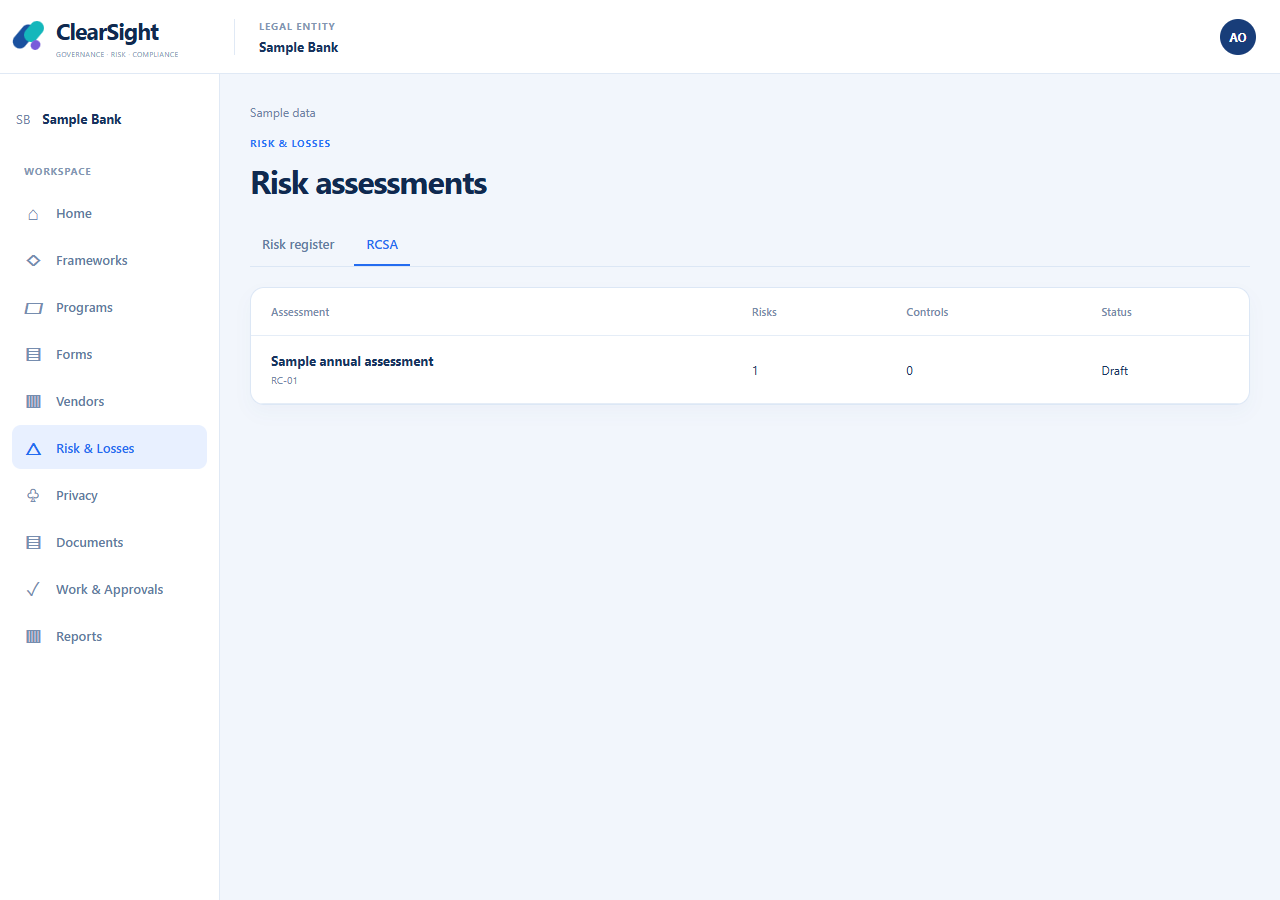 ClearSight
GOVERNANCE · RISK · COMPLIANCE
LEGAL ENTITY
Sample Bank
AO
SB Sample Bank
WORKSPACE
Home
Frameworks
Programs
Forms
Vendors
Risk & Losses
Privacy
Documents
Work & Approvals
Reports
Sample data
RISK & LOSSES
Risk assessments
Risk register RCSA
Assessment Risks Controls Status
Sample annual assessment
RC-01
1 0 Draft